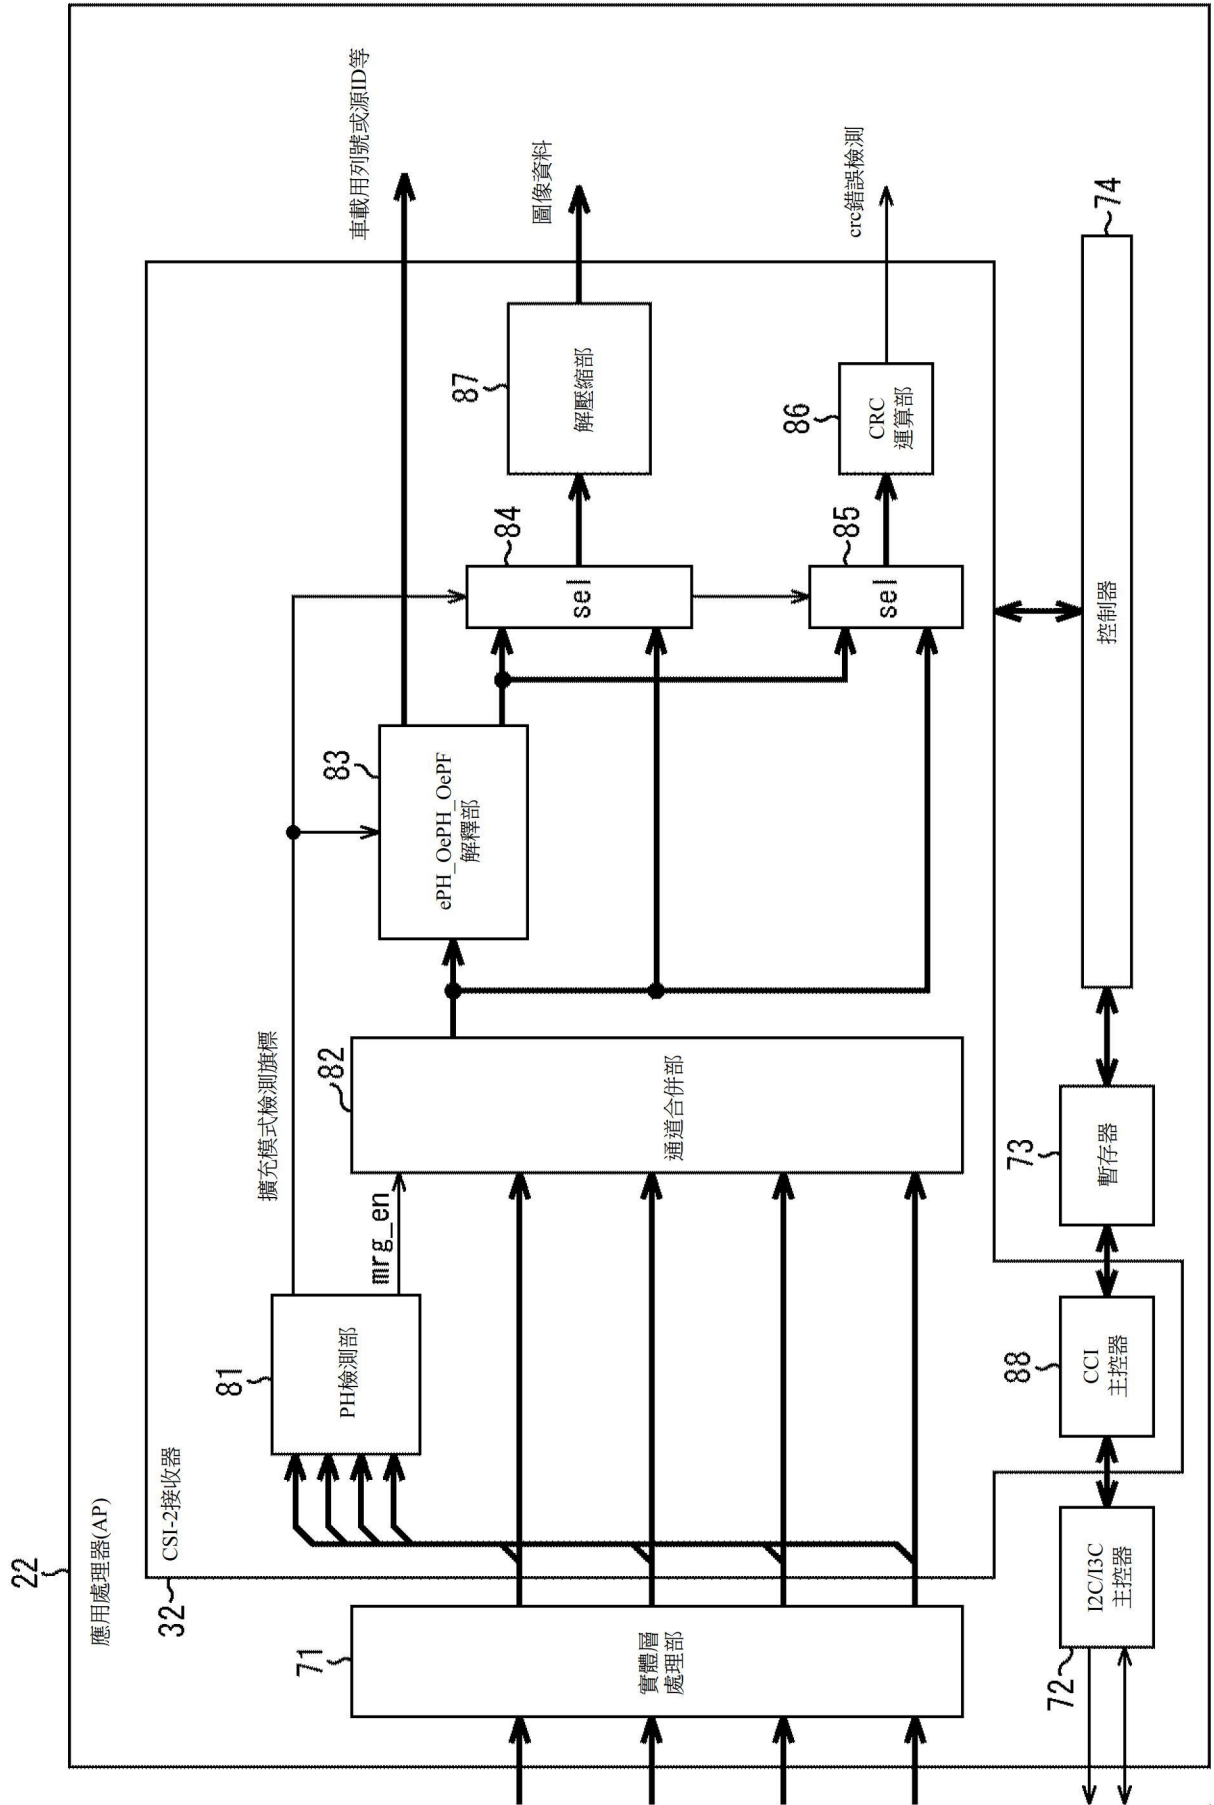 22
應用處理器(AP)
32
CSI-2接收器
71
實體層
處理部
81
PH檢測部
擴充模式檢測旗標
mrg_en
82
通道合併部
83
ePH_OePH_OePF
解釋部
車載用列號或源ID等
84
sel
87
解壓縮部
圖像資料
85
sel
86
CRC
運算部
crc錯誤檢測
72
I2C/I3C
主控器
88
CCI
主控器
73
暫存器
74
控制器